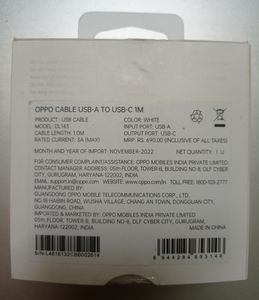 OPPO CABLE USB-A TO USB-C 1M
PRODUCT: USB CABLE
COLOR: WHITE
MODEL: DL143
INPUT PORT: USB-A
CABLE LENGTH: 1.0M
OUTPUT PORT: USB-C
RATED CURRENT: 5A (MAX)
MRP: RS. 690.00 (INCLUSIVE OF ALL TAXES)
MONTH AND YEAR OF IMPORT: NOVEMBER-2022
NET QUANTITY: 1
FOR CONSUMER COMPLAINT/ASSISTANCE: OPPO MOBILES INDIA PRIVATE LIMITED
CONTACT MANAGER ADDRESS: 05TH FLOOR, TOWER-B, BUILDING NO-8, DLF
CYBER CITY, GURUGRAM, HARYANA-122002, INDIA
EMAIL: support.in@oppo.com WEBSITE: www.oppo.com/in TOLL FREE: 1800-103-2777
MANUFACTURED BY:
GUANGDONG OPPO MOBILE TELECOMMUNICATIONS CORP., LTD.
NO.18 HAIBIN ROAD, WUSHA VILLAGE, CHANG AN TOWN, DONGGUAN CITY,
GUANGDONG, CHINA
IMPORTED & MARKETED BY: OPPO MOBILES INDIA PRIVATE LIMITED
05TH FLOOR, TOWER-B, BUILDING NO-8, DLF CYBER CITY, GURUGRAM,
HARYANA-122002, INDIA
S/N:L4616132CBB002614
6 944284 693146